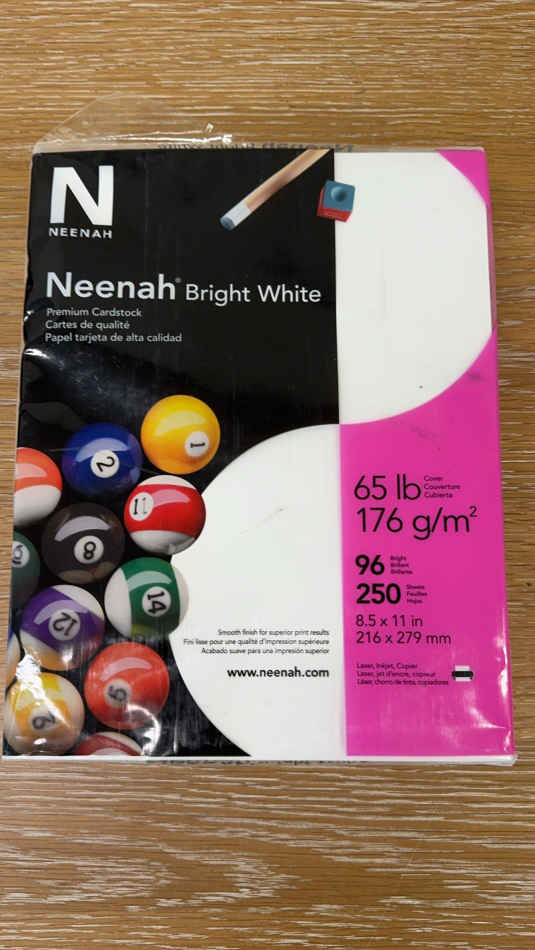 N
NEENAH
Neenah® Bright White
Premium Cardstock
Cartes de qualité
Papel tarjeta de alta calidad
1
2
11
8
14
12
5
65 lb Cover
Couverture
Cubierta
176 g/m²
96 Bright
Brillant
Brillante
250 Sheets
Feuilles
Hojas
8.5 x 11 in
216 x 279 mm
Smooth finish for superior print results
Fini lisse pour une qualité d'impression supérieure
Acabado suave para una impresión superior
www.neenah.com
Laser, Inkjet, Copier
Laser, jet d'encre, copieur
Láser, chorro de tinta, copiadores